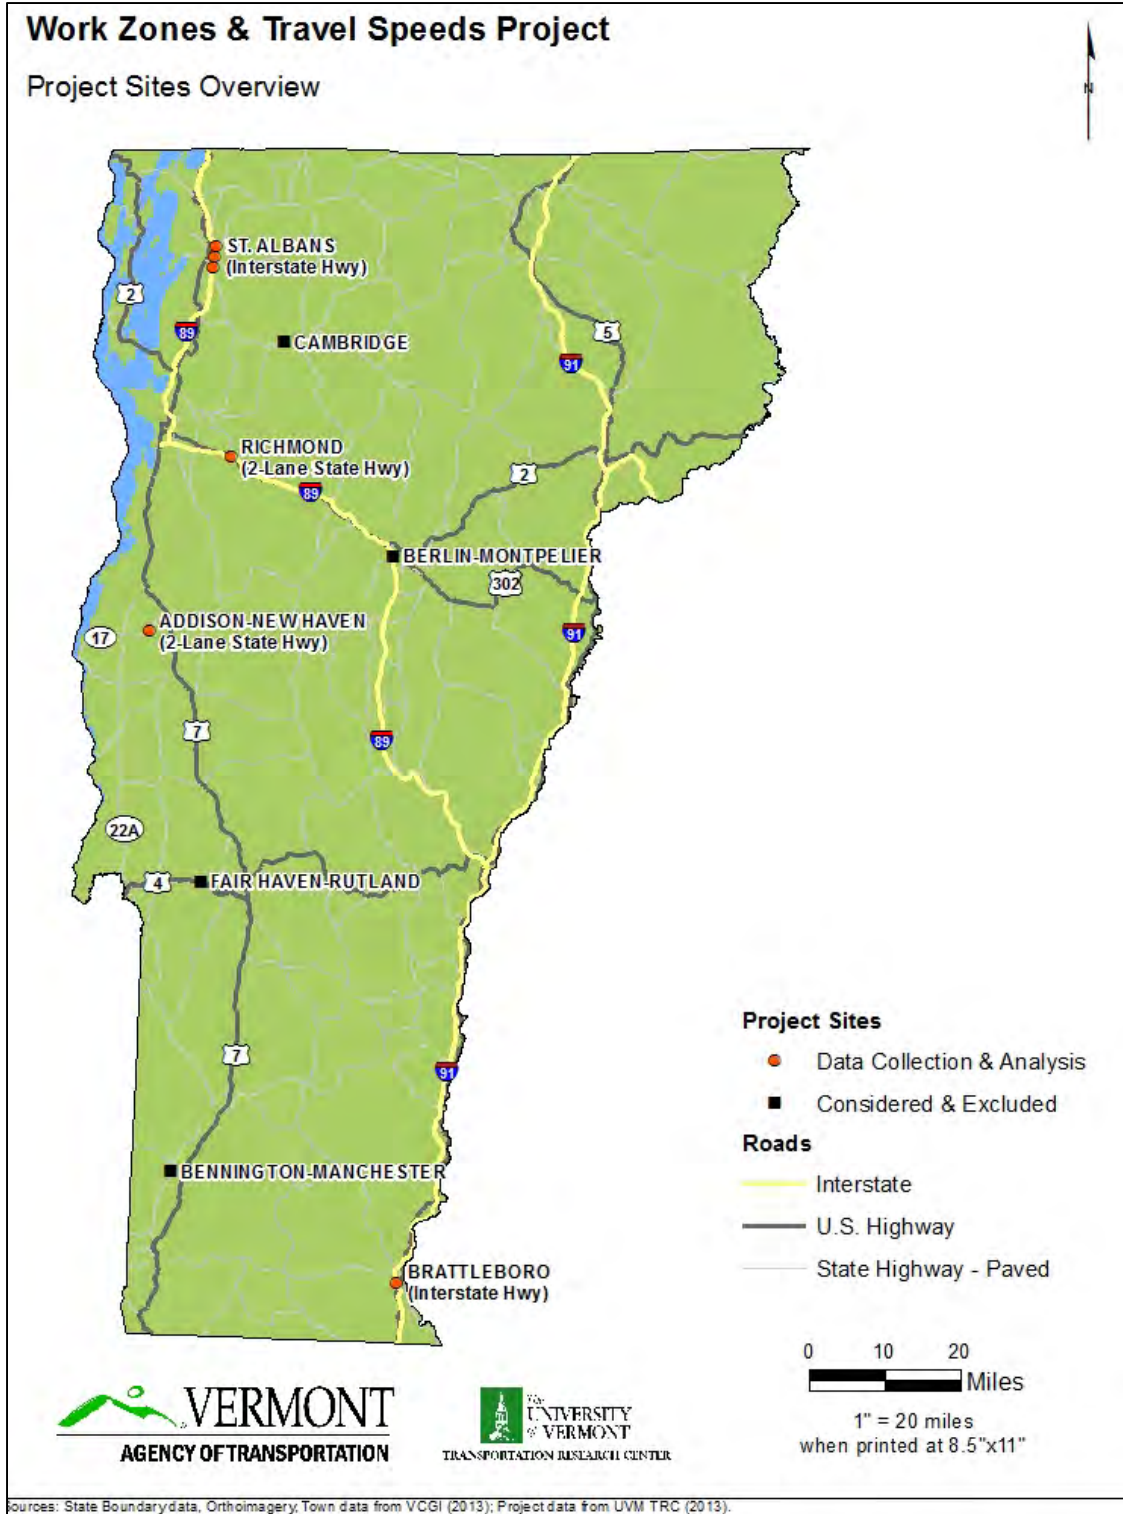 Work Zones & Travel Speeds Project
Project Sites Overview
N
ST. ALBANS
(Interstate Hwy)
2
89
CAMBRIDGE
5
91
RICHMOND
(2-Lane State Hwy)
2
89
BERLIN-MONTPELIER
302
ADDISON-NEW HAVEN
(2-Lane State Hwy)
17
91
7
89
22A
4
FAIR HAVEN-RUTLAND
7
91
BENNINGTON-MANCHESTER
BRATTLEBORO
(Interstate Hwy)
Project Sites
Data Collection & Analysis
Considered & Excluded
Roads
Interstate
U.S. Highway
State Highway - Paved
0 10 20
Miles
1" = 20 miles
when printed at 8.5"x11"
VERMONT
AGENCY OF TRANSPORTATION
The
UNIVERSITY
of VERMONT
TRANSPORTATION RESEARCH CENTER
Sources: State Boundary data, Orthoimagery, Town data from VCGI (2013); Project data from UVM TRC (2013).